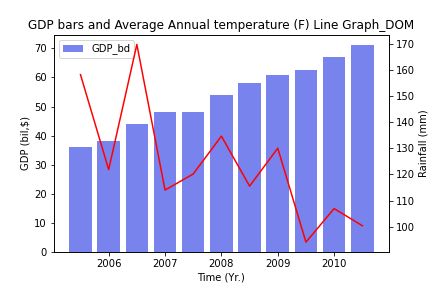 GDP bars and Average Annual temperature (F) Line Graph_DOM
GDP_bd
70
60
50
40
30
20
10
0
GDP (bil,$)
170
160
150
140
130
120
110
100
Rainfall (mm)
2006 2007 2008 2009 2010
Time (Yr.)